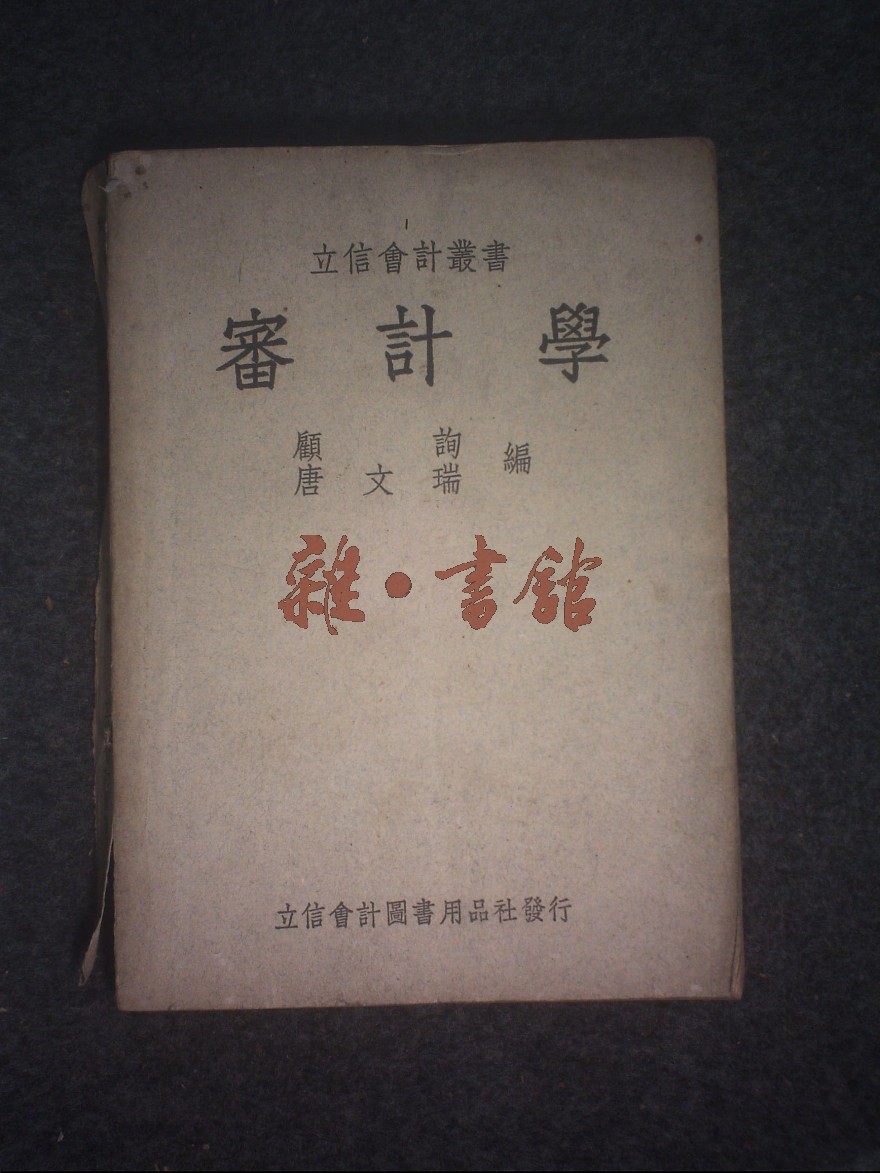 立信會計叢書
審計學
顧詢
唐文瑞
編
雜·書館
立信會計圖書用品社發行